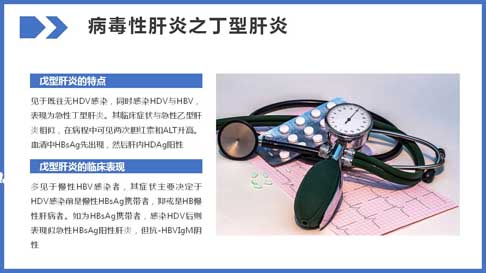 病毒性肝炎之丁型肝炎
戊型肝炎的特点
见于既往无HDV感染，同时感染HDV与HBV，
表现为急性丁型肝炎。其临床症状与急性乙型肝
炎相似，在病程中可见两次胆红素和ALT升高。
血清中HBsAg先出现，然后肝内HDAg阳性
戊型肝炎的临床表现
多见于慢性HBV感染者，其症状主要决定于
HDV感染前是慢性HBsAg携带者，抑或是HB慢
性肝病者。如为HBsAg携带者，感染HDV后则
表现似急性HBsAg阳性肝炎，但抗-HBVIgM阴
性